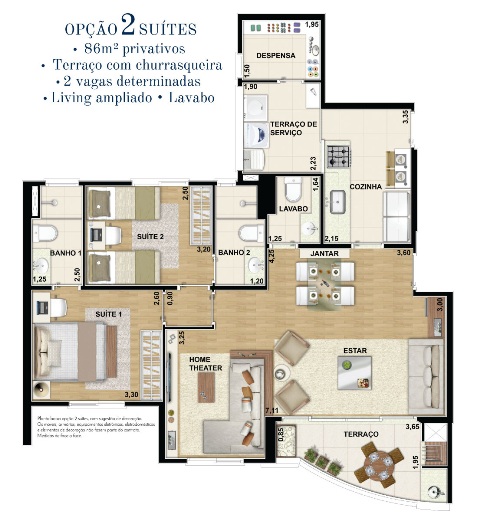 OPÇÃO 2 SUÍTES
• 86m² privativos
• Terraço com churrasqueira
• 2 vagas determinadas
• Living ampliado • Lavabo
1,95
DESPENSA
1,50
1,90
TERRAÇO DE
SERVIÇO
2,23
3,35
COZINHA
2,15
1,64
LAVABO
1,25
2,50
SUÍTE 2
3,20
BANHO 1
1,25
2,50
BANHO 2
1,20
4,25
JANTAR
3,60
2,60
0,90
SUÍTE 1
3,30
3,25
HOME
THEATER
7,11
3,00
ESTAR
0,85
TERRAÇO
3,65
1,95